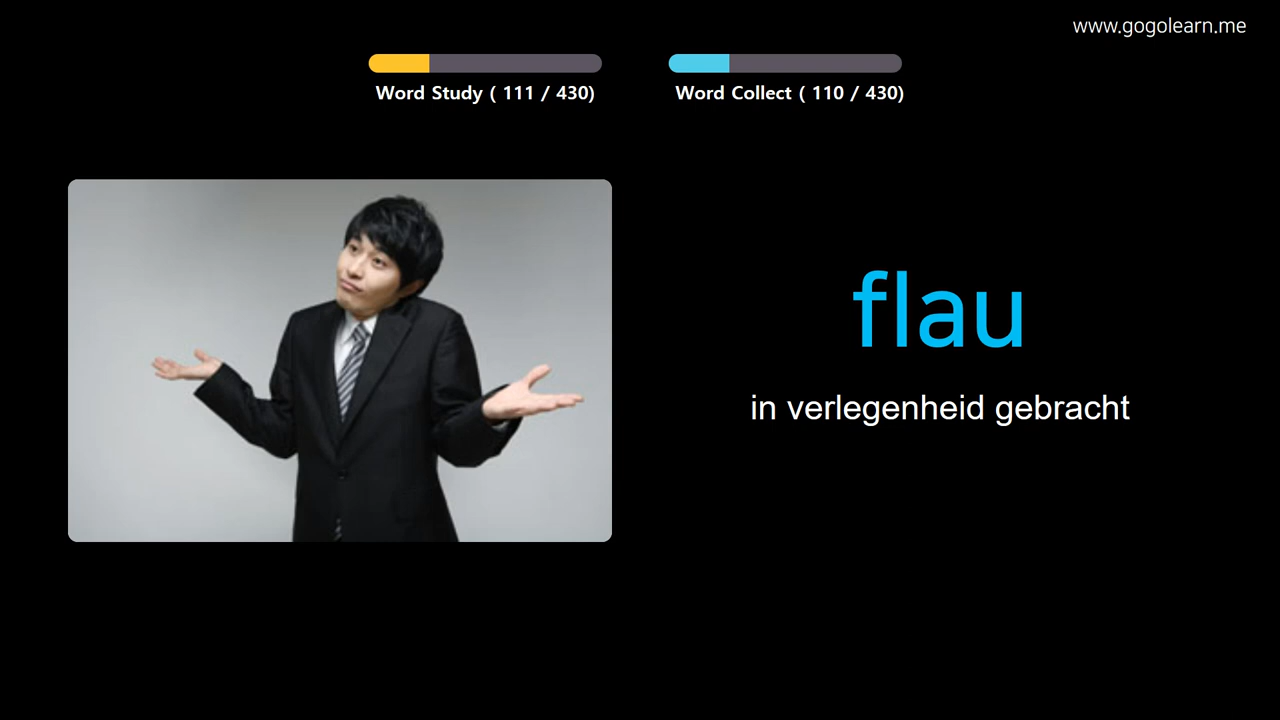 www.gogolearn.me
Word Study ( 111 / 430)
Word Collect ( 110 / 430)
flau
in verlegenheid gebracht